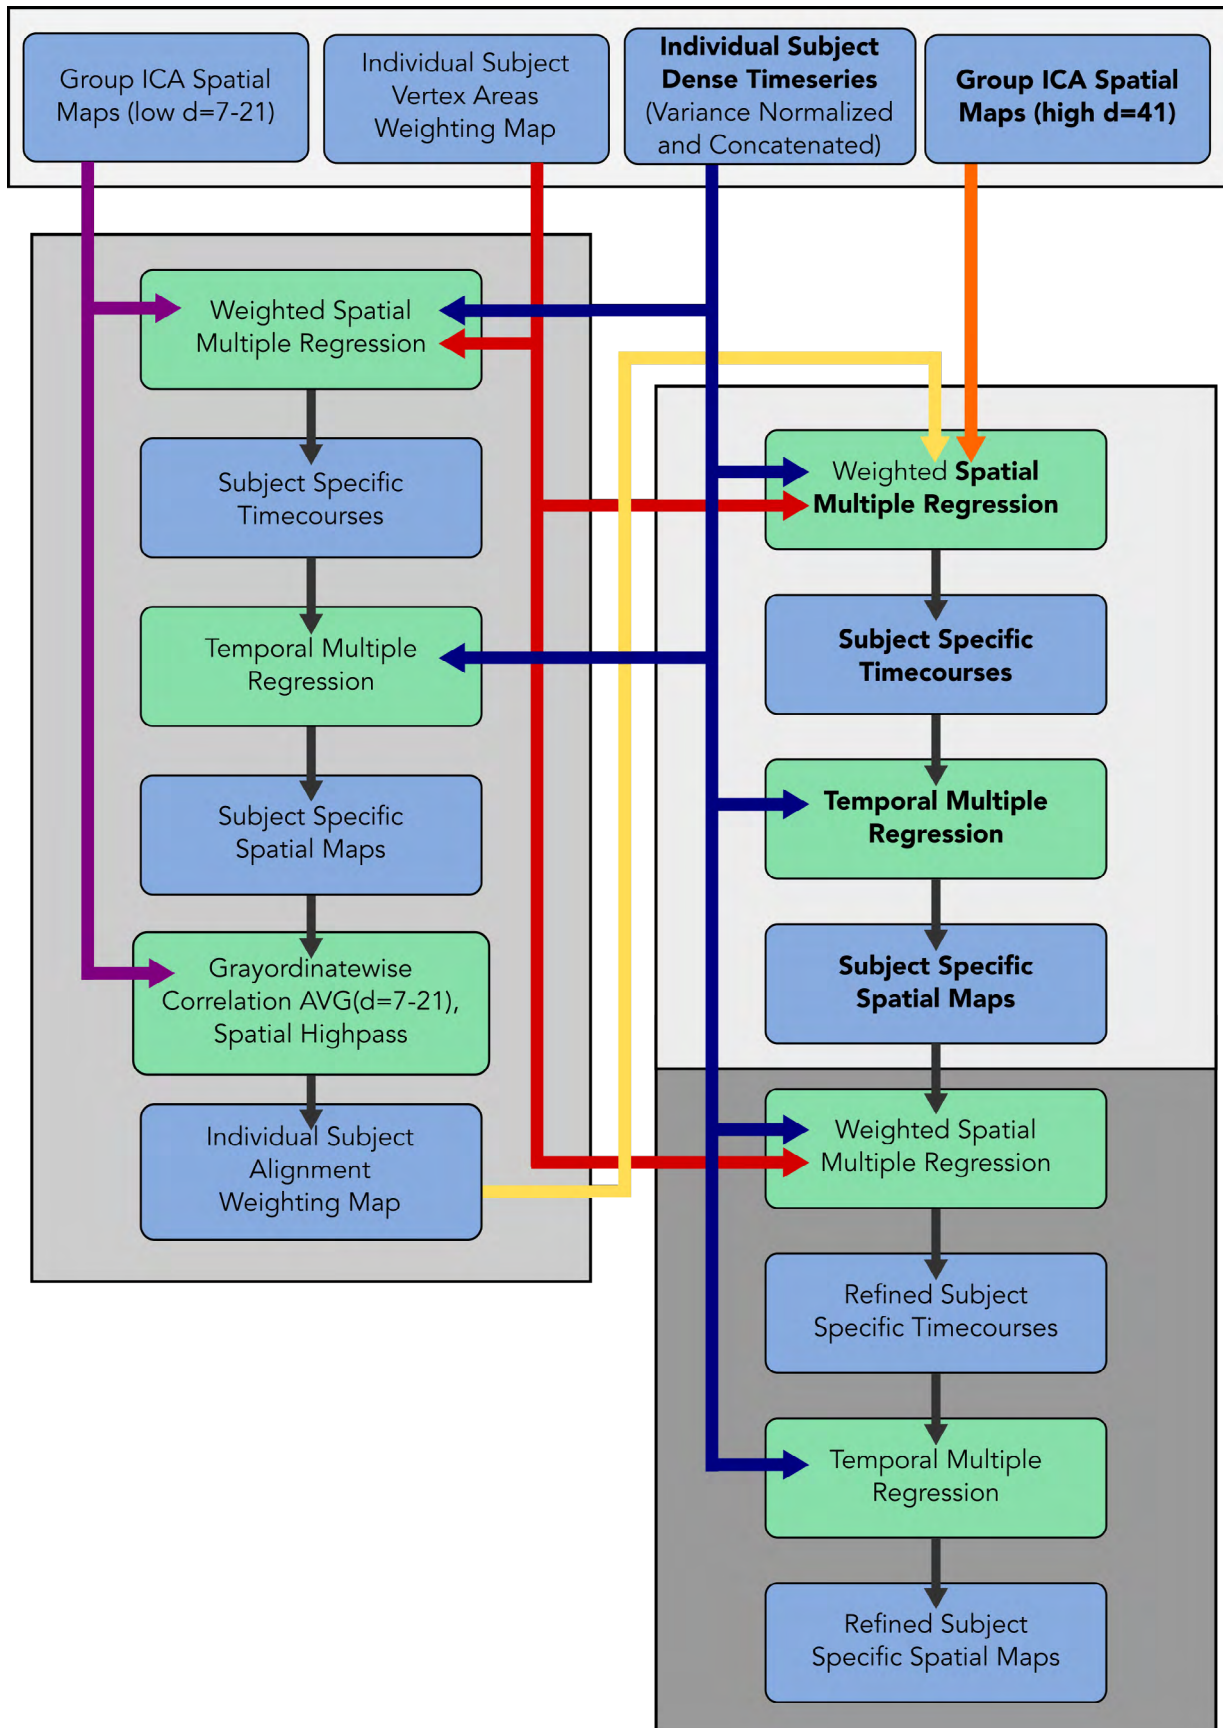 Group ICA Spatial
Maps (low d=7-21)
Individual Subject
Vertex Areas
Weighting Map
Individual Subject
Dense Timeseries
(Variance Normalized
and Concatenated)
Group ICA Spatial
Maps (high d=41)
Weighted Spatial
Multiple Regression
Subject Specific
Timecourses
Temporal Multiple
Regression
Subject Specific
Spatial Maps
Grayordinatewise
Correlation AVG(d=7-21),
Spatial Highpass
Individual Subject
Alignment
Weighting Map
Weighted Spatial
Multiple Regression
Subject Specific
Timecourses
Temporal Multiple
Regression
Subject Specific
Spatial Maps
Weighted Spatial
Multiple Regression
Refined Subject
Specific Timecourses
Temporal Multiple
Regression
Refined Subject
Specific Spatial Maps